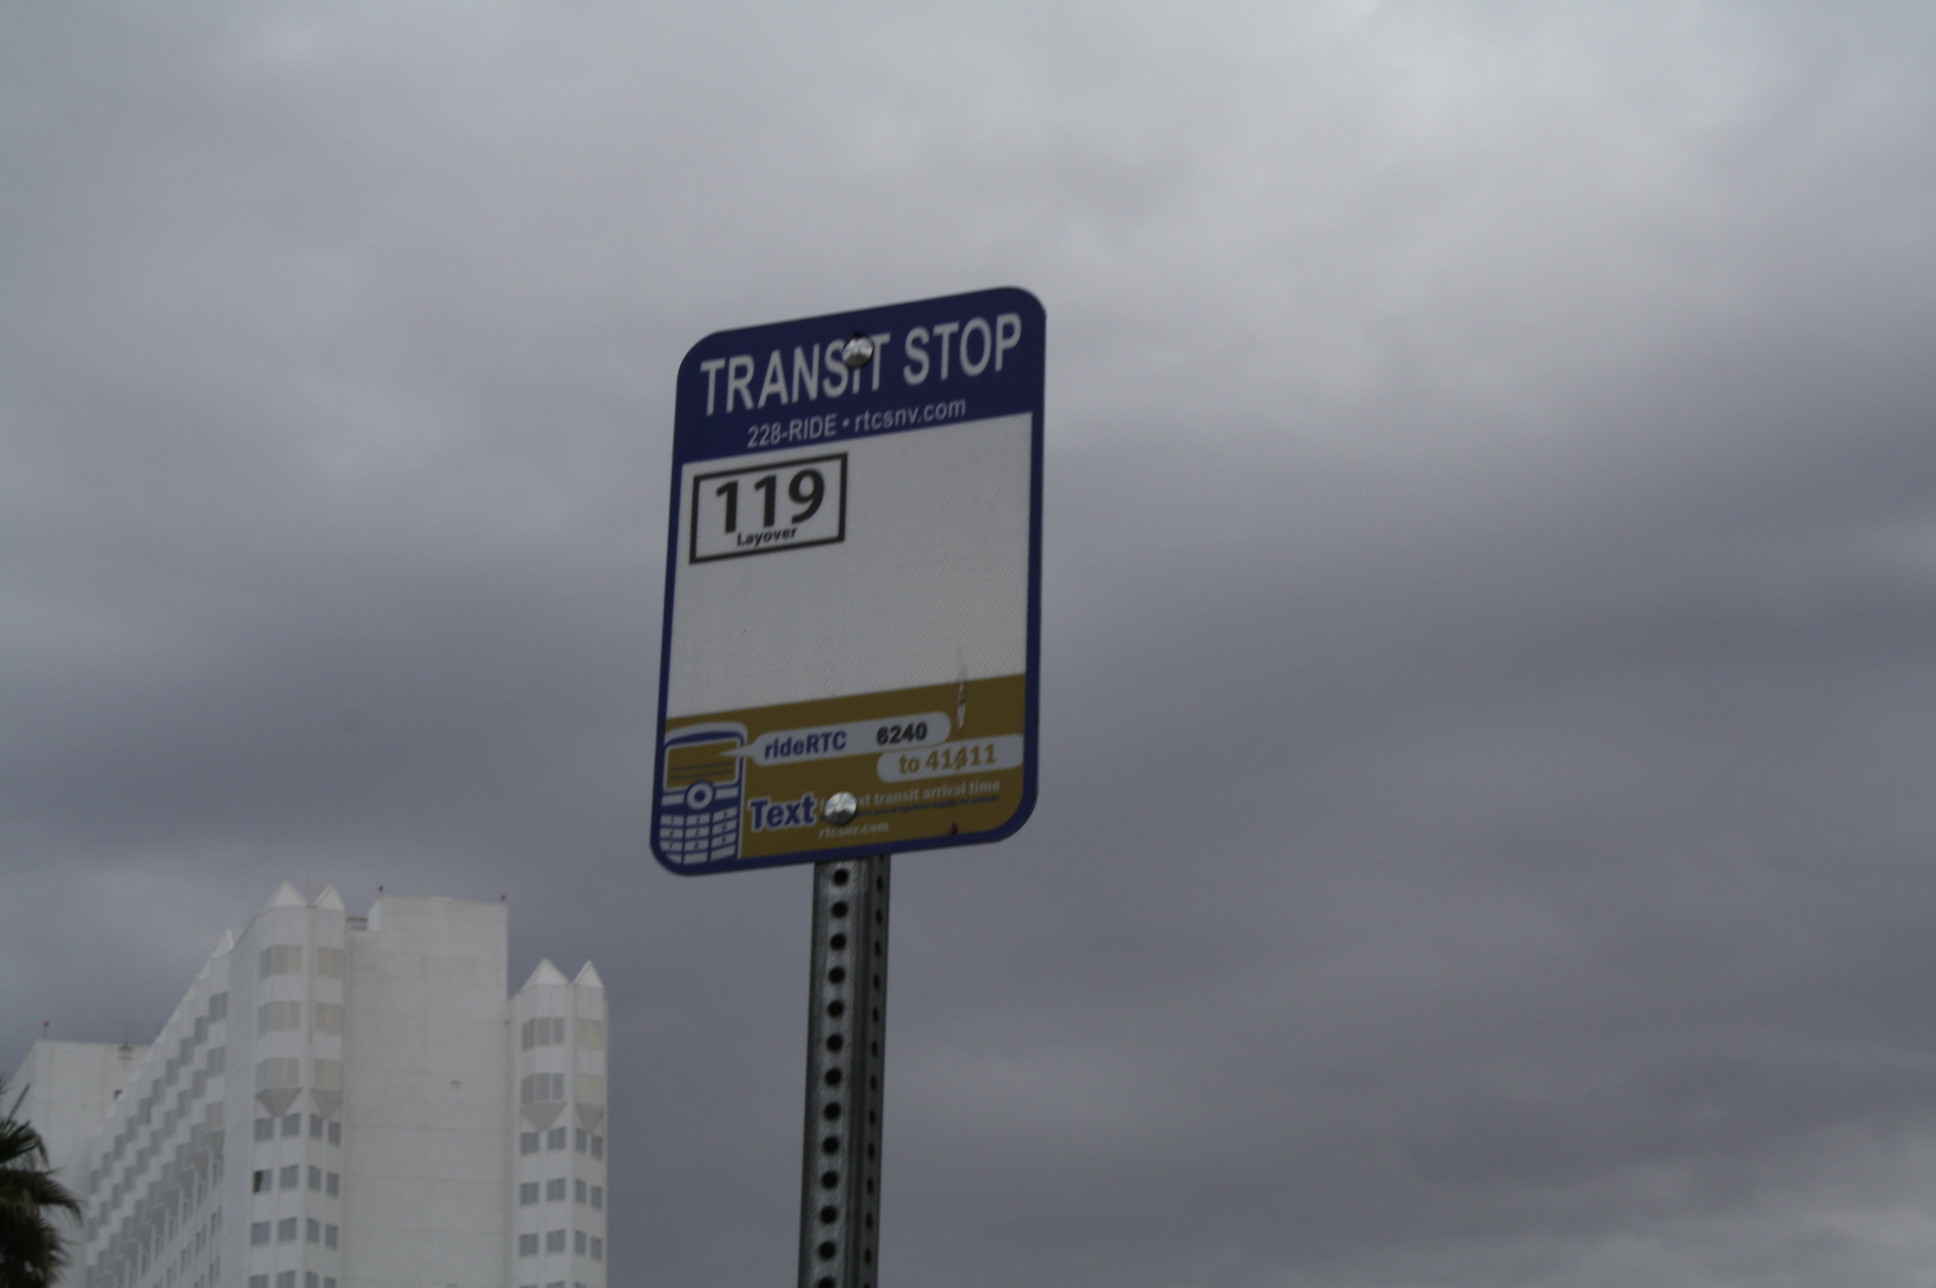 TRANSIT STOP
228-RIDE • rtcsnv.com
119
Layover
rideRTC 6240
to 41411
Text
transit arrival time
rtcsnv.com